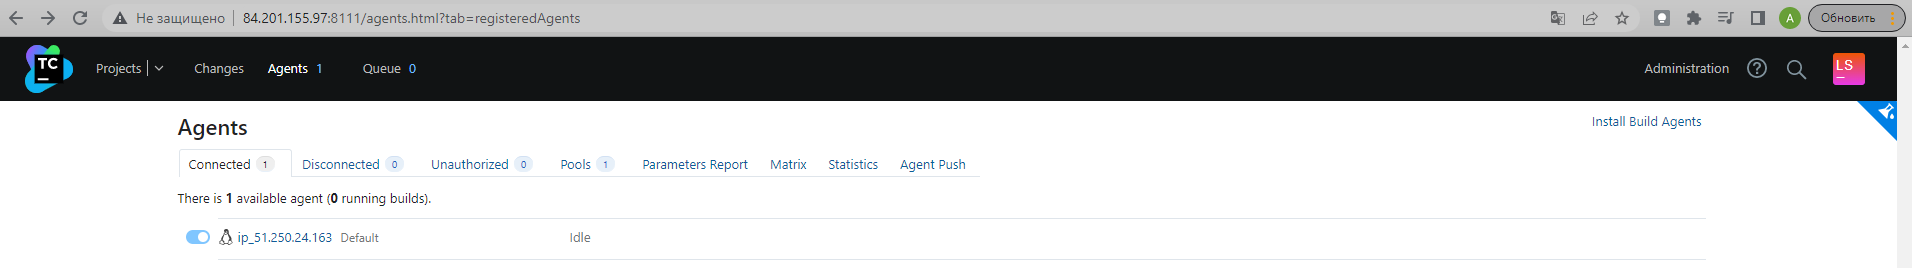 Не защищено 84.201.155.97:8111/agents.html?tab=registeredAgents A Обновить
TC Projects Changes Agents 1 Queue 0 Administration LS
Agents Install Build Agents
Connected 1 Disconnected 0 Unauthorized 0 Pools 1 Parameters Report Matrix Statistics Agent Push
There is 1 available agent (0 running builds).
ip_51.250.24.163 Default Idle